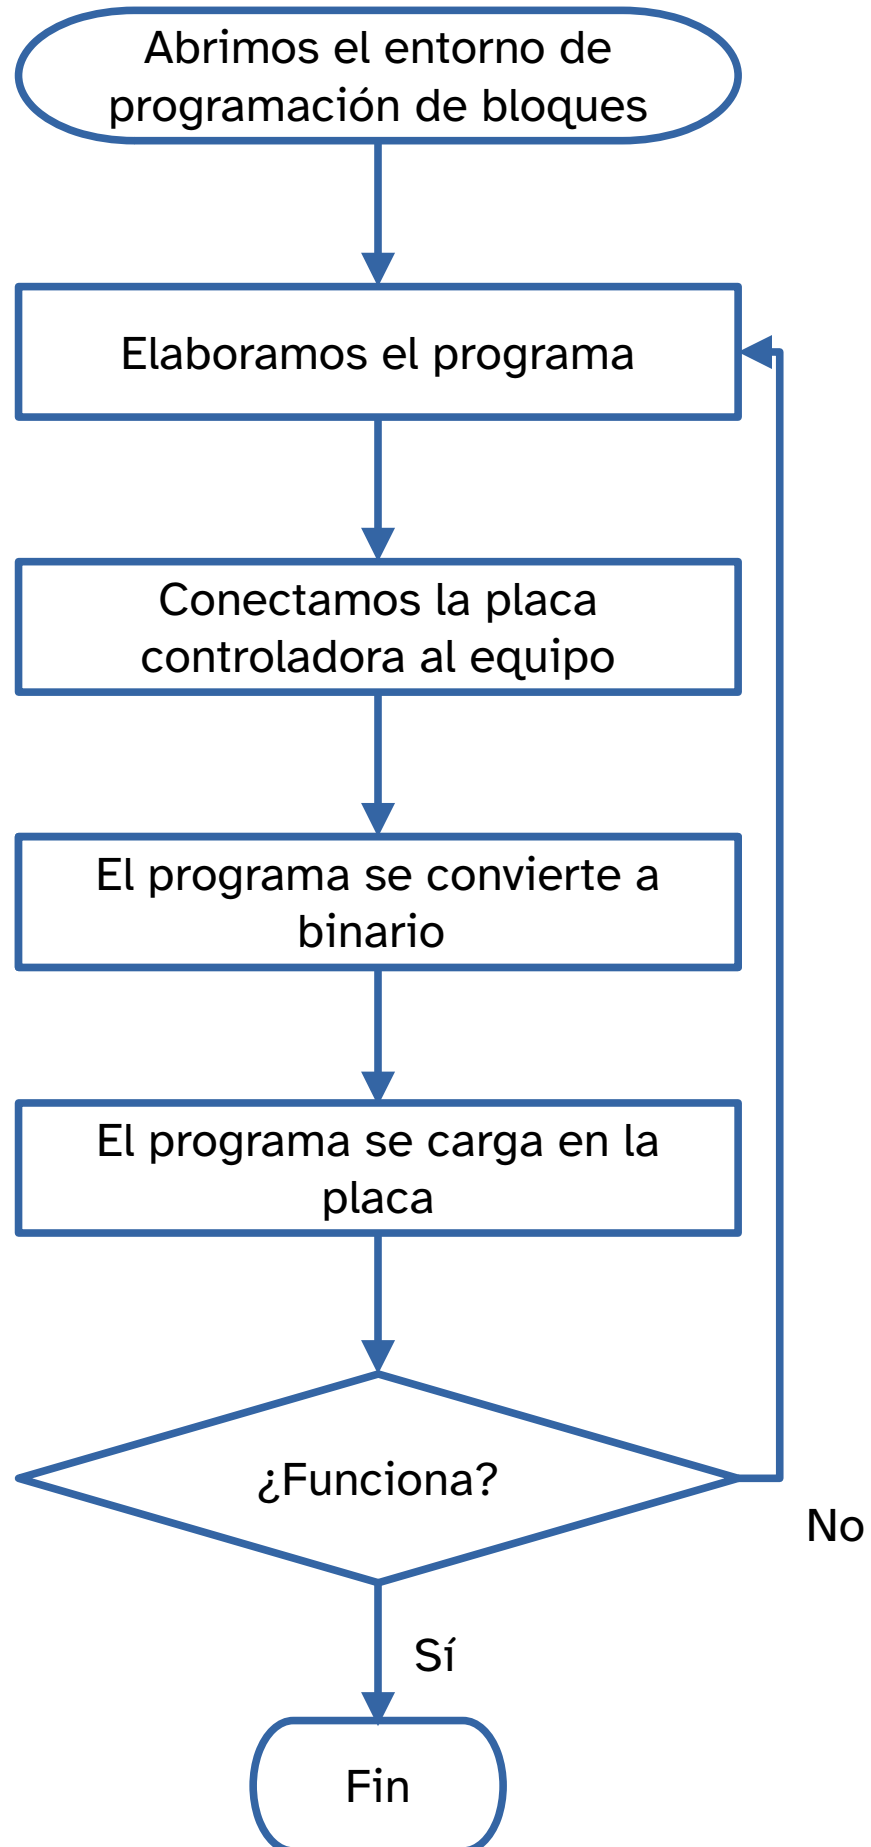 Abrimos el entorno de
programación de bloques
Elaboramos el programa
Conectamos la placa
controladora al equipo
El programa se convierte a
binario
El programa se carga en la
placa
¿Funciona?
No
Sí
Fin